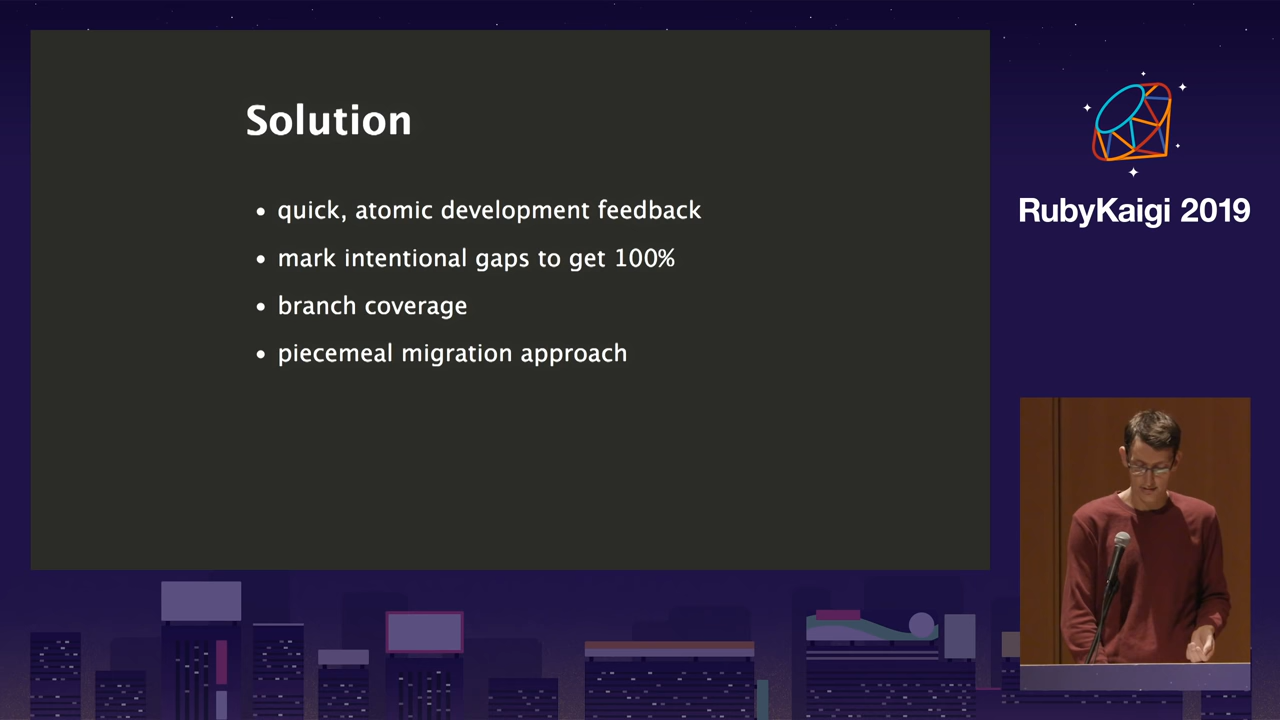 Solution
• quick, atomic development feedback
• mark intentional gaps to get 100%
• branch coverage
• piecemeal migration approach
RubyKaigi 2019